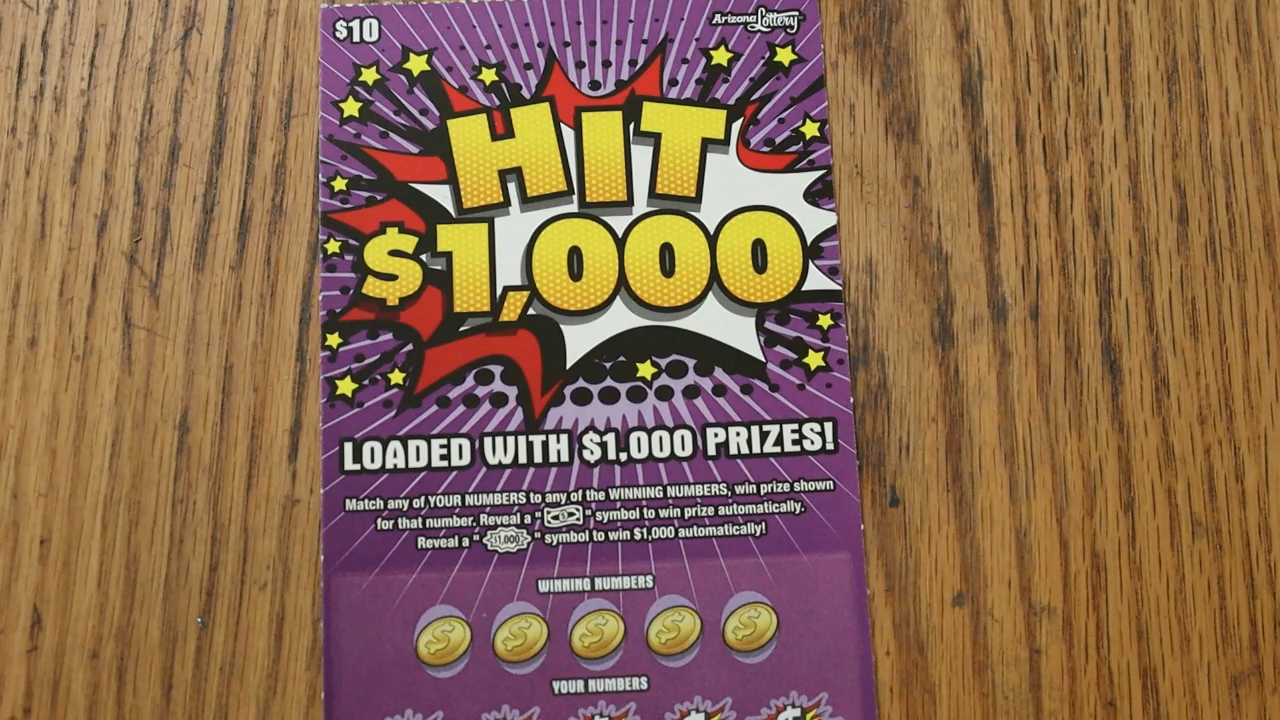 $10
Arizona Lottery
HIT
$1,000
LOADED WITH $1,000 PRIZES!
Match any of YOUR NUMBERS to any of the WINNING NUMBERS, win prize shown
for that number. Reveal a " $ " symbol to win prize automatically.
Reveal a " $1,000 " symbol to win $1,000 automatically!
WINNING NUMBERS
$ $ $ $ $
YOUR NUMBERS
$ $ $